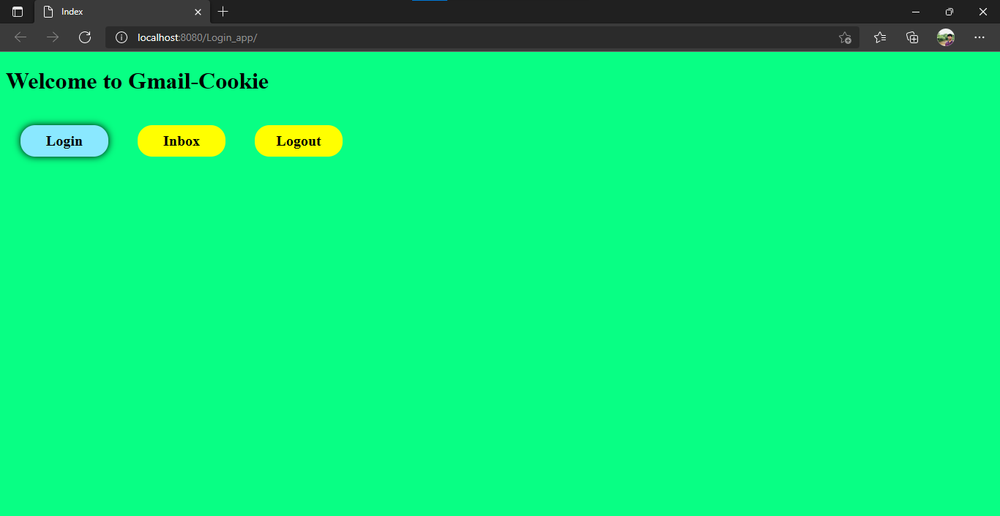 Index
localhost:8080/Login_app/
Welcome to Gmail-Cookie
Login Inbox Logout